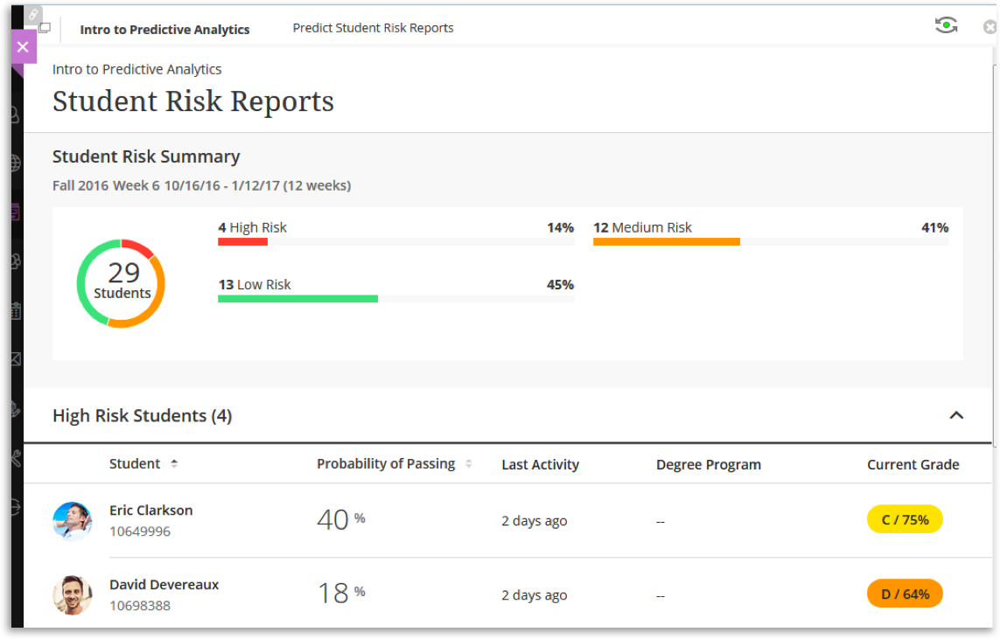 Intro to Predictive Analytics Predict Student Risk Reports
Intro to Predictive Analytics
Student Risk Reports
Student Risk Summary
Fall 2016 Week 6 10/16/16 - 1/12/17 (12 weeks)
29
Students
4 High Risk 14%
12 Medium Risk 41%
13 Low Risk 45%
High Risk Students (4)
Student Probability of Passing Last Activity Degree Program Current Grade
Eric Clarkson
10649996
40 % 2 days ago -- C / 75%
David Devereaux
10698388
18 % 2 days ago -- D / 64%